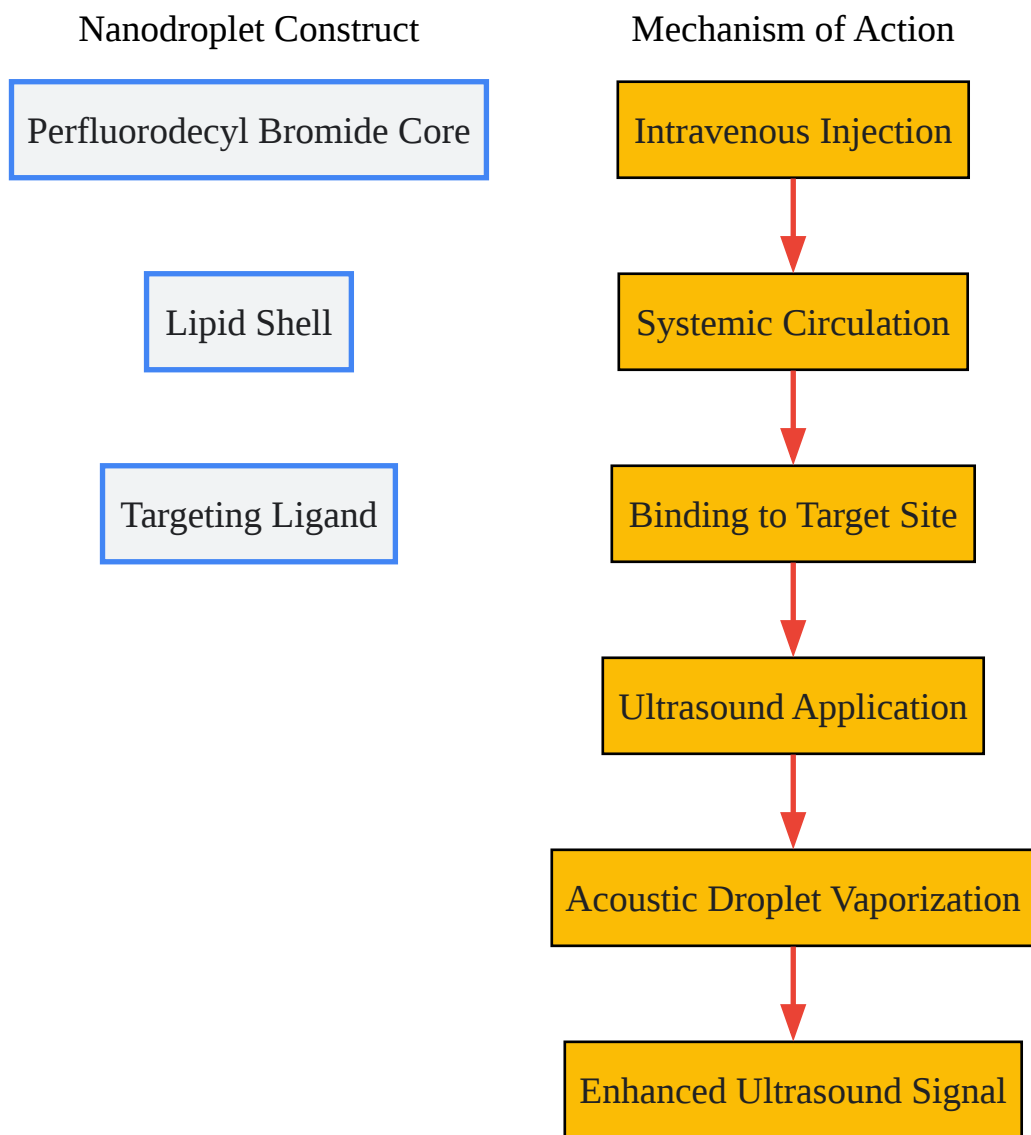 Nanodroplet Construct
Perfluorodecyl Bromide Core
Lipid Shell
Targeting Ligand
Mechanism of Action
Intravenous Injection
Systemic Circulation
Binding to Target Site
Ultrasound Application
Acoustic Droplet Vaporization
Enhanced Ultrasound Signal